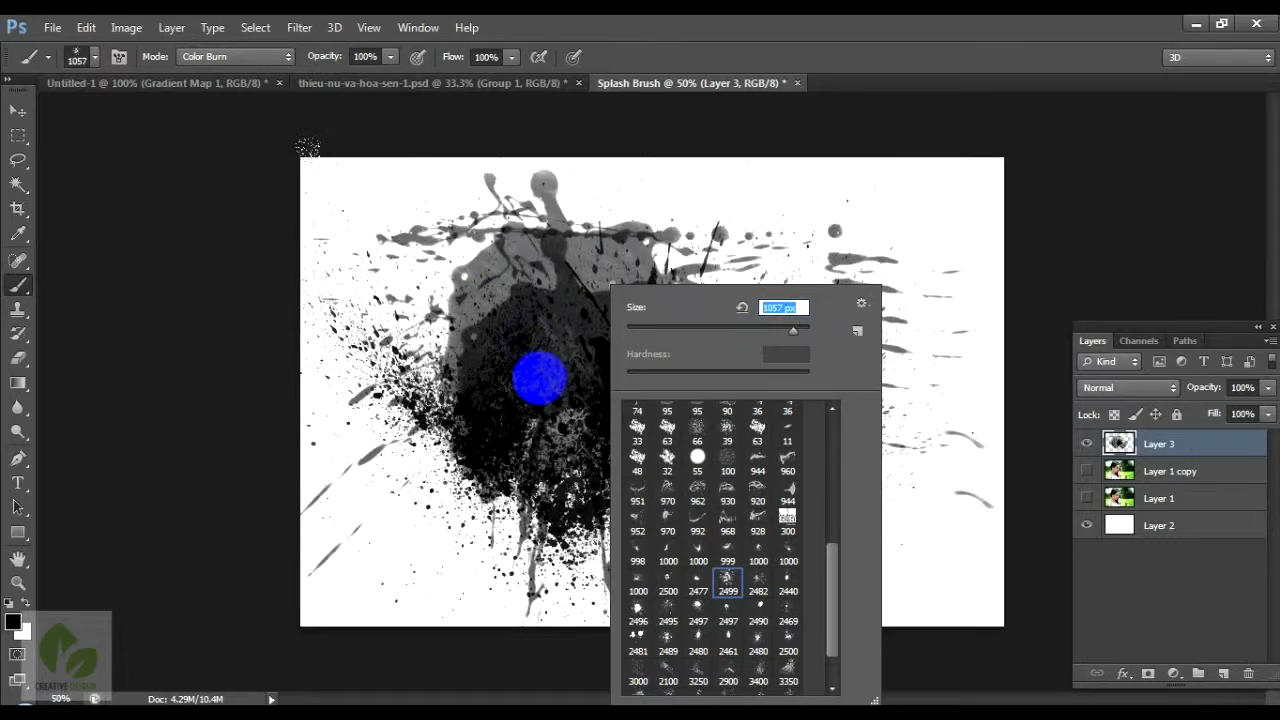 Ps File Edit Image Layer Type Select Filter 3D View Window Help
1057 Mode: Color Burn Opacity: 100% Flow: 100% 3D
Untitled-1 @ 100% (Gradient Map 1, RGB/8) * × thieu-nu-va-hoa-sen-1.psd @ 33.3% (Group 1, RGB/8) * × Splash Brush @ 50% (Layer 3, RGB/8) * ×
Size: 1057 px
Hardness:
74 95 95 90 36 36
33 63 66 39 63 11
48 32 55 100 944 960
951 970 962 930 920 944
952 970 992 968 928 300
998 1000 1000 999 1000 1000
1000 2500 2477 2499 2482 2440
2496 2495 2497 2497 2490 2469
2481 2489 2480 2461 2480 2500
3000 2100 3250 2900 3400 3350
Layers Channels Paths
Kind
Normal Opacity: 100%
Lock: Fill: 100%
Layer 3
Layer 1 copy
Layer 1
Layer 2
CREATIVE DESIGN
50% Doc: 4.29M/10.4M